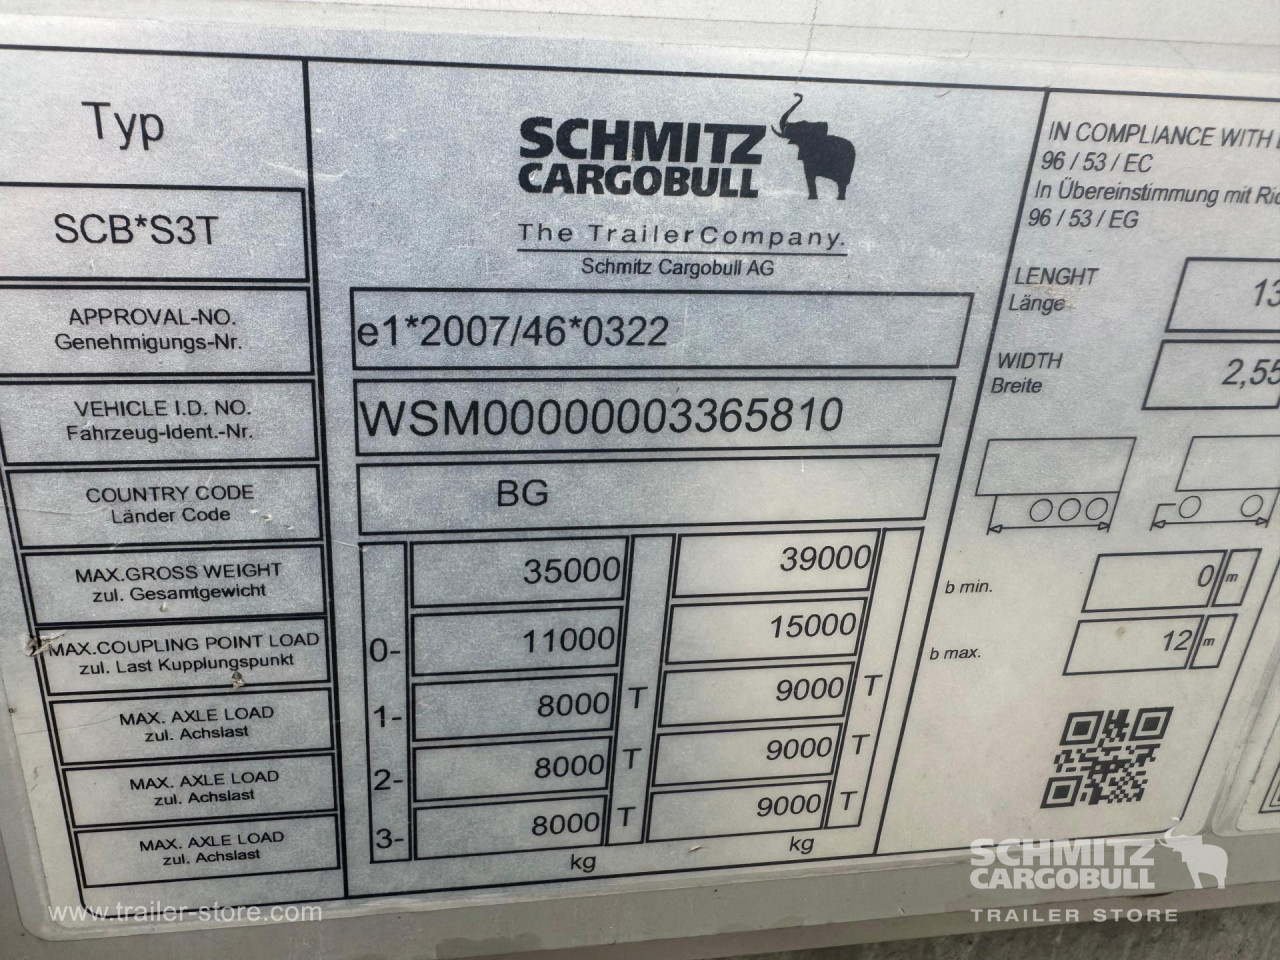 Typ
SCB*S3T
SCHMITZ
CARGOBULL
The TrailerCompany.
Schmitz Cargobull AG
APPROVAL-NO.
Genehmigungs-Nr.
e1*2007/46*0322
VEHICLE I.D. NO.
Fahrzeug-Ident.-Nr.
WSM00000003365810
COUNTRY CODE
Länder Code
BG
MAX.GROSS WEIGHT
zul. Gesamtgewicht
35000 39000
MAX.COUPLING POINT LOAD
zul. Last Kupplungspunkt
0- 11000 15000
MAX. AXLE LOAD
zul. Achslast
1- 8000 T 9000 T
MAX. AXLE LOAD
zul. Achslast
2- 8000 T 9000 T
MAX. AXLE LOAD
zul. Achslast
3- 8000 T 9000 T
kg kg
IN COMPLIANCE WITH
96 / 53 / EC
In Übereinstimmung mit
96 / 53 / EG
LENGHT
Länge
WIDTH
Breite
2,55
b min. 0 m
b max. 12 m
www.trailer-store.com
SCHMITZ
CARGOBULL
TRAILER STORE